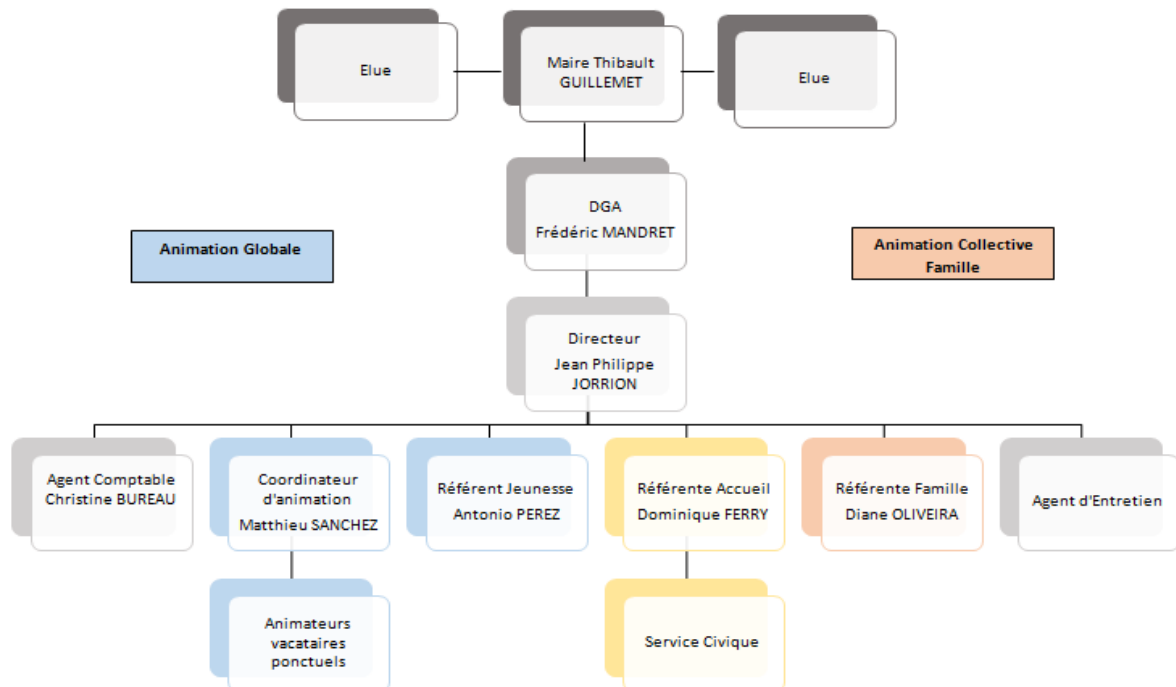 Elue
Maire Thibault
GUILLEMET
Elue
DGA
Frédéric MANDRET
Animation Globale
Animation Collective
Famille
Directeur
Jean Philippe
JORRION
Agent Comptable
Christine BUREAU
Coordinateur
d'animation
Matthieu SANCHEZ
Référent Jeunesse
Antonio PEREZ
Référente Accueil
Dominique FERRY
Référente Famille
Diane OLIVEIRA
Agent d'Entretien
Animateurs
vacataires
ponctuels
Service Civique